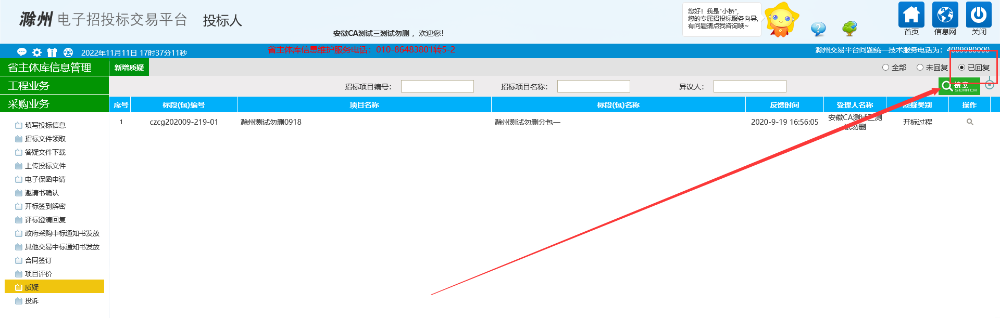 滁州 电子招投标交易平台 投标人
安徽CA测试三测试勿删 ，欢迎您！
您好！我是"小桥",
您的专属招投标服务向导,
有问题请点我咨询哦~
首页 信息网 关闭
2022年11月11日 17时37分11秒
省主体库信息维护服务电话：010-86483801转5-2
滁州交易平台问题统一技术服务电话为：4009980000
省主体库信息管理
工程业务
采购业务
填写投标信息
招标文件领取
答疑文件下载
上传投标文件
电子保函申请
邀请书确认
开标签到解密
评标澄清回复
政府采购中标通知书发放
其他交易中标通知书发放
合同签订
项目评价
质疑
投诉
新增质疑
全部 未回复 已回复
招标项目编号： 招标项目名称： 异议人：
搜索
SEARCH
序号 标段(包)编号 项目名称 标段(包)名称 反馈时间 受理人名称 质疑类别 操作
1 czcg202009-219-01 滁州测试勿删0918 滁州测试勿删分包一 2020-9-19 16:56:05 安徽CA测试三测
试勿删 开标过程